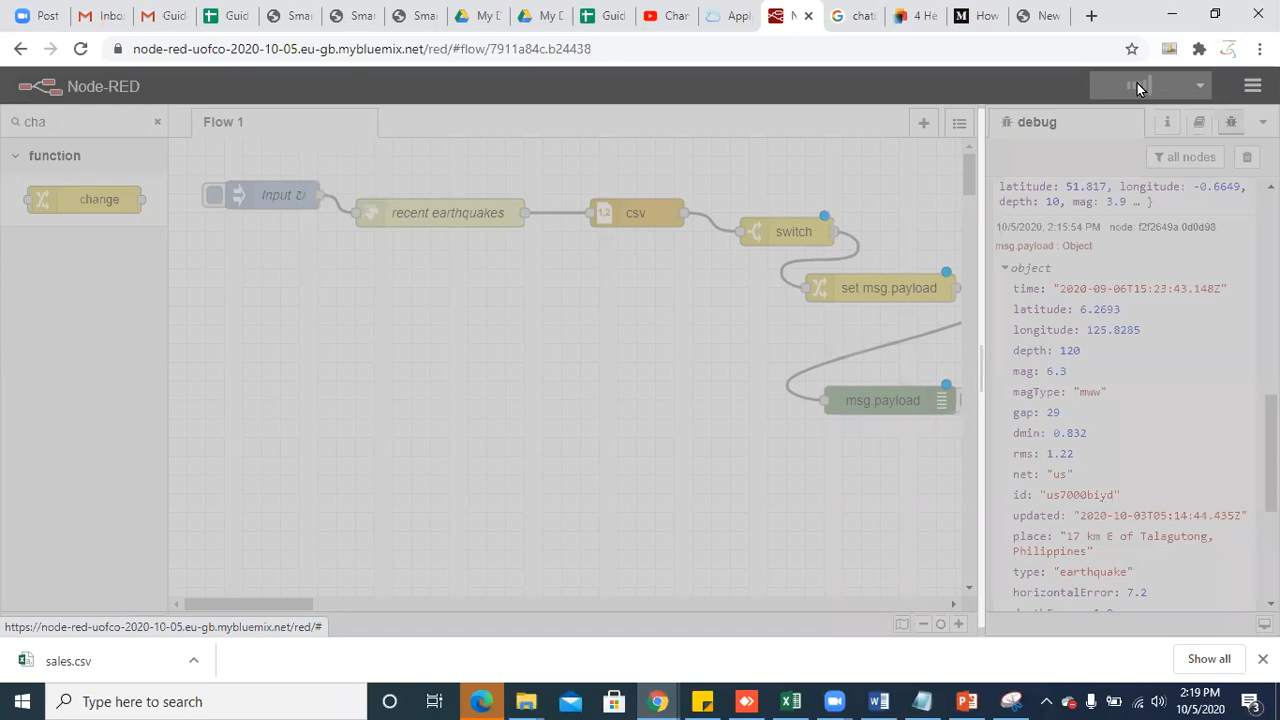 Post
Inbo
Guid
Guid
Sma
Sma
Sma
My D
My D
Guid
Chan
Appl
N
chat
4 He
How
New
node-red-uofco-2020-10-05.eu-gb.mybluemix.net/red/#flow/7911a84c.b24438
Node-RED
cha
Flow 1
debug
function
all nodes
change
Input ↻
recent earthquakes
1,2
csv
switch
set msg.payload
msg.payload
latitude: 51.817, longitude: -0.6649,
depth: 10, mag: 3.9 … }
10/5/2020, 2:15:54 PM node: f2f2649a.0d0d98
msg.payload : Object
object
time: "2020-09-06T15:23:43.148Z"
latitude: 6.2693
longitude: 125.8285
depth: 120
mag: 6.3
magType: "mww"
gap: 29
dmin: 0.832
rms: 1.22
net: "us"
id: "us7000biyd"
updated: "2020-10-03T05:14:44.435Z"
place: "17 km E of Talagutong,
Philippines"
type: "earthquake"
horizontalError: 7.2
https://node-red-uofco-2020-10-05.eu-gb.mybluemix.net/red/#
sales.csv
Show all
Type here to search
2:19 PM
10/5/2020
3